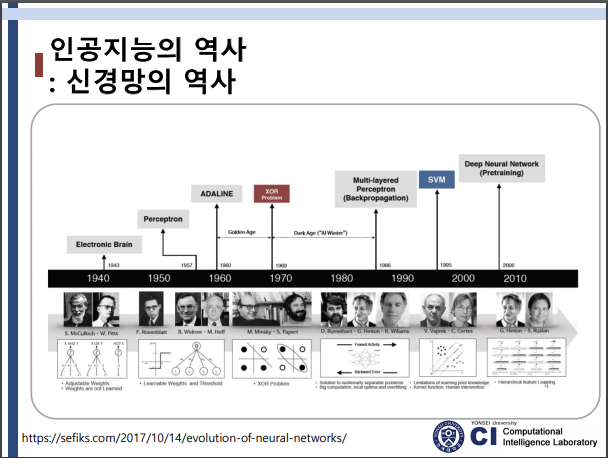 인공지능의 역사
: 신경망의 역사
Deep Neural Network
(Pretraining)
Multi-layered
Perceptron
(Backpropagation)
SVM
ADALINE
XOR
Problem
Perceptron
Golden Age
Dark Age ("AI Winter")
Electronic Brain
1943
1957
1960
1969
1986
1995
2006
1940
1950
1960
1970
1980
1990
2000
2010
S. McCulloch - W. Pitts
F. Rosenblatt
B. Widrow - M. Hoff
M. Minsky - S. Papert
D. Rumelhart - G. Hinton - R. Wiliams
V. Vapnik - C. Cortes
G. Hinton - S. Ruslan
X AND Y
X OR Y
NOT X
Forward Activity
Backward Error
• Adjustable Weights
• Weights are not Learned
• Learnable Weights and Threshold
• XOR Problem
• Solution to nonlinearly separable problems
• Big computation, local optima and overfitting
• Limitations of learning prior knowledge
• Kernel function: Human Intervention
• Hierarchical feature Learning
4
https://sefiks.com/2017/10/14/evolution-of-neural-networks/
YONSEI University
CI Computational
Intelligence Laboratory